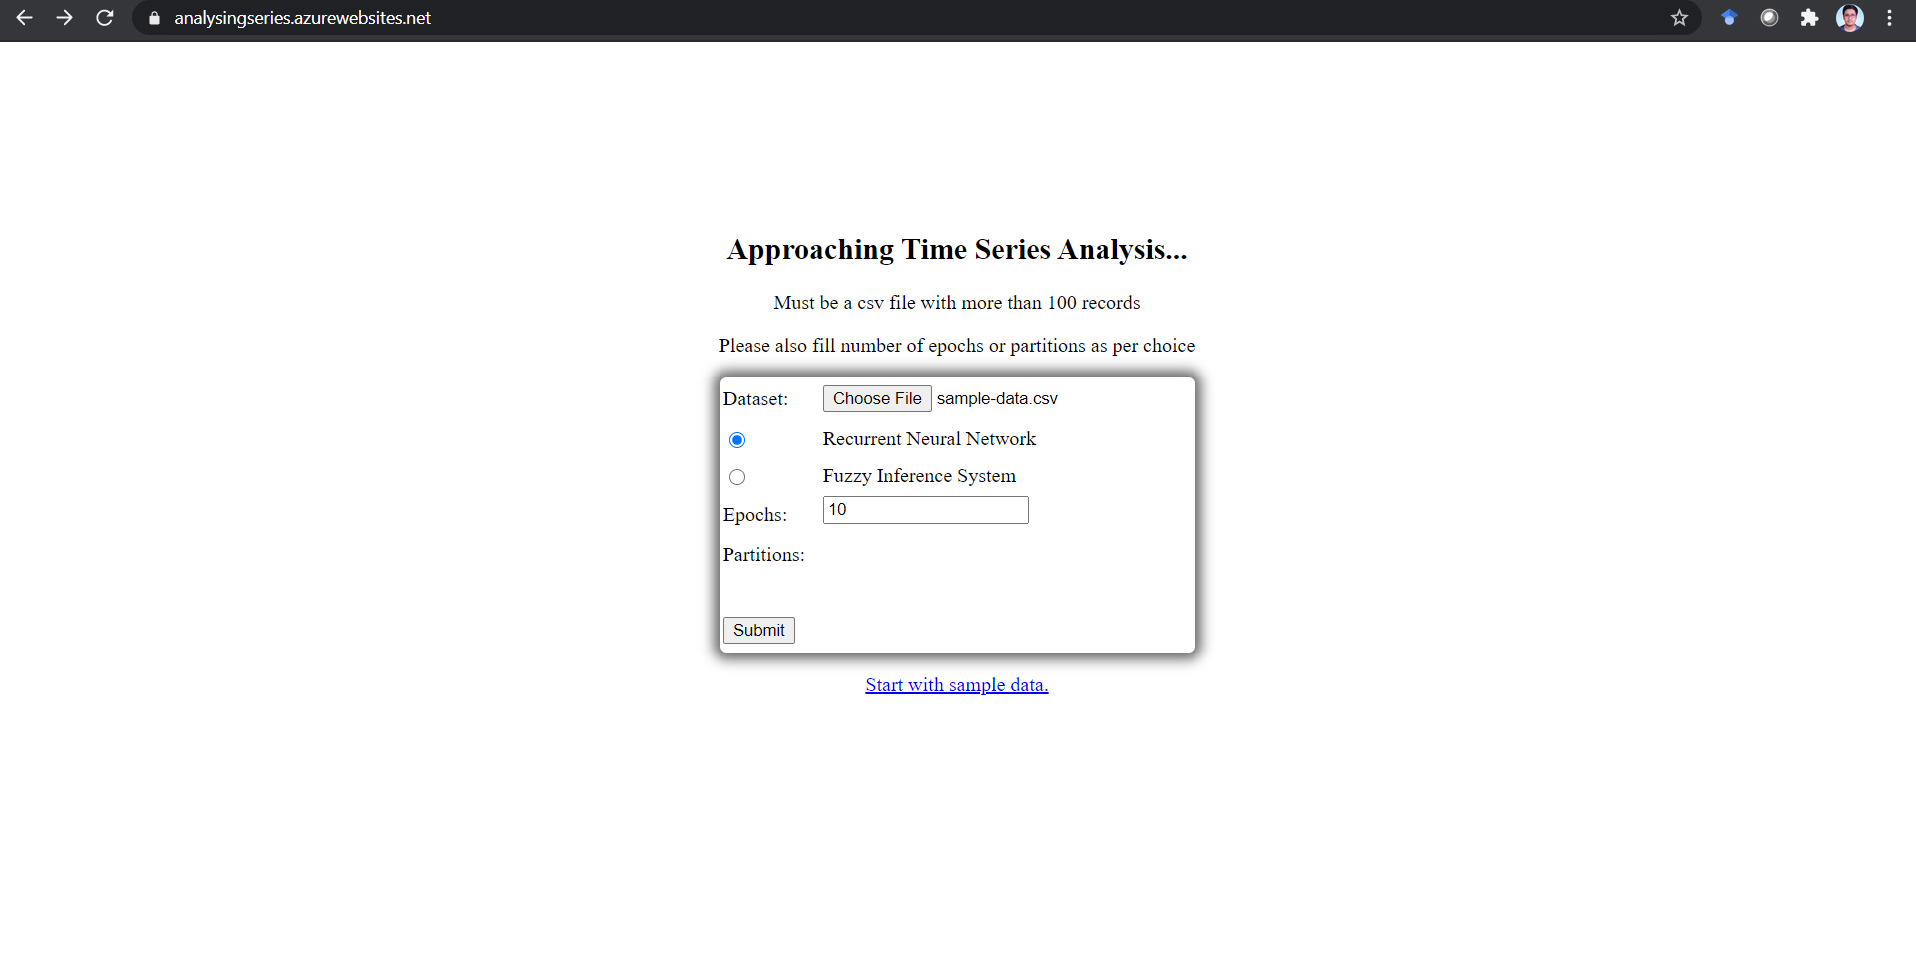 analysingseries.azurewebsites.net
Approaching Time Series Analysis...
Must be a csv file with more than 100 records
Please also fill number of epochs or partitions as per choice
Dataset: Choose File sample-data.csv
Recurrent Neural Network
Fuzzy Inference System
Epochs: 10
Partitions:
Submit
Start with sample data.